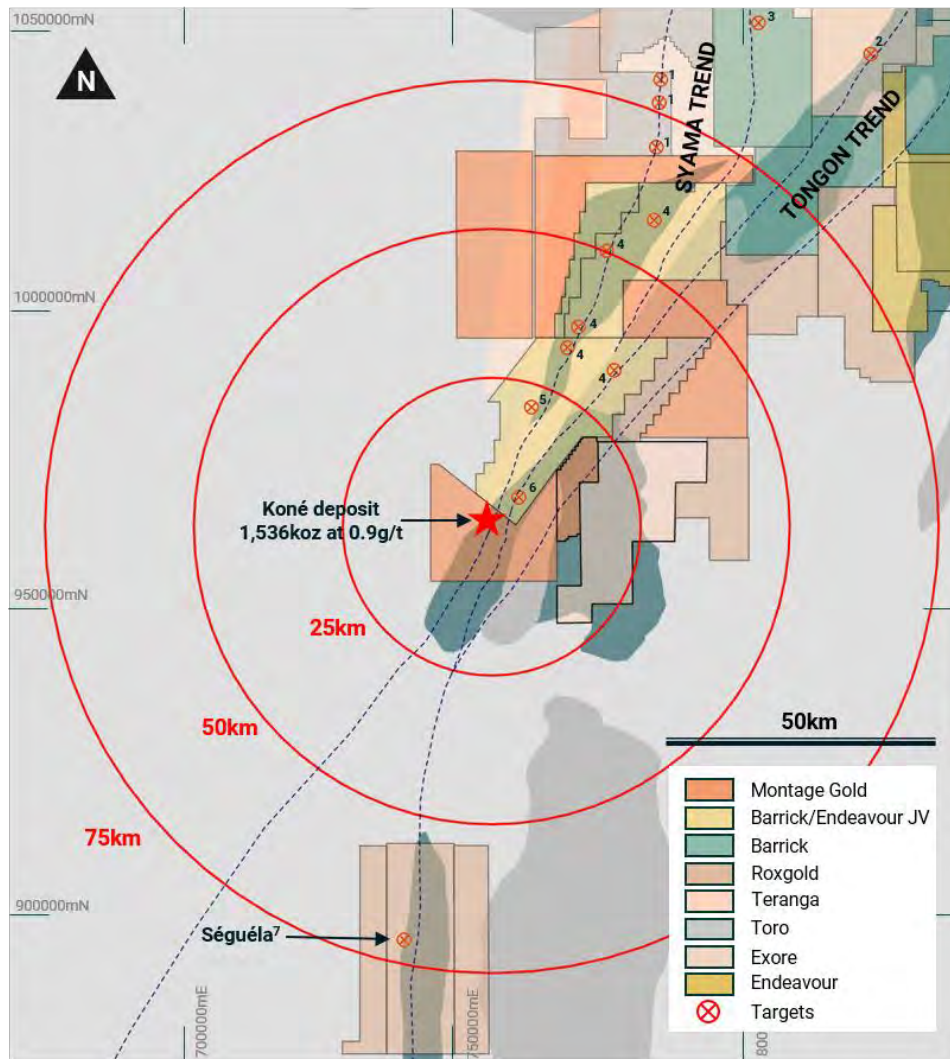 1050000mN
3
2
N
1
1
1
SYAMA TREND
TONGON TREND
4
4
1000000mN
4
4
4
5
6
Koné deposit
1,536koz at 0.9g/t
950000mN
25km
50km
50km
75km
Montage Gold
Barrick/Endeavour JV
Barrick
Roxgold
Teranga
Toro
Exore
Endeavour
Targets
900000mN
Séguéla7
700000mE
750000mE
800